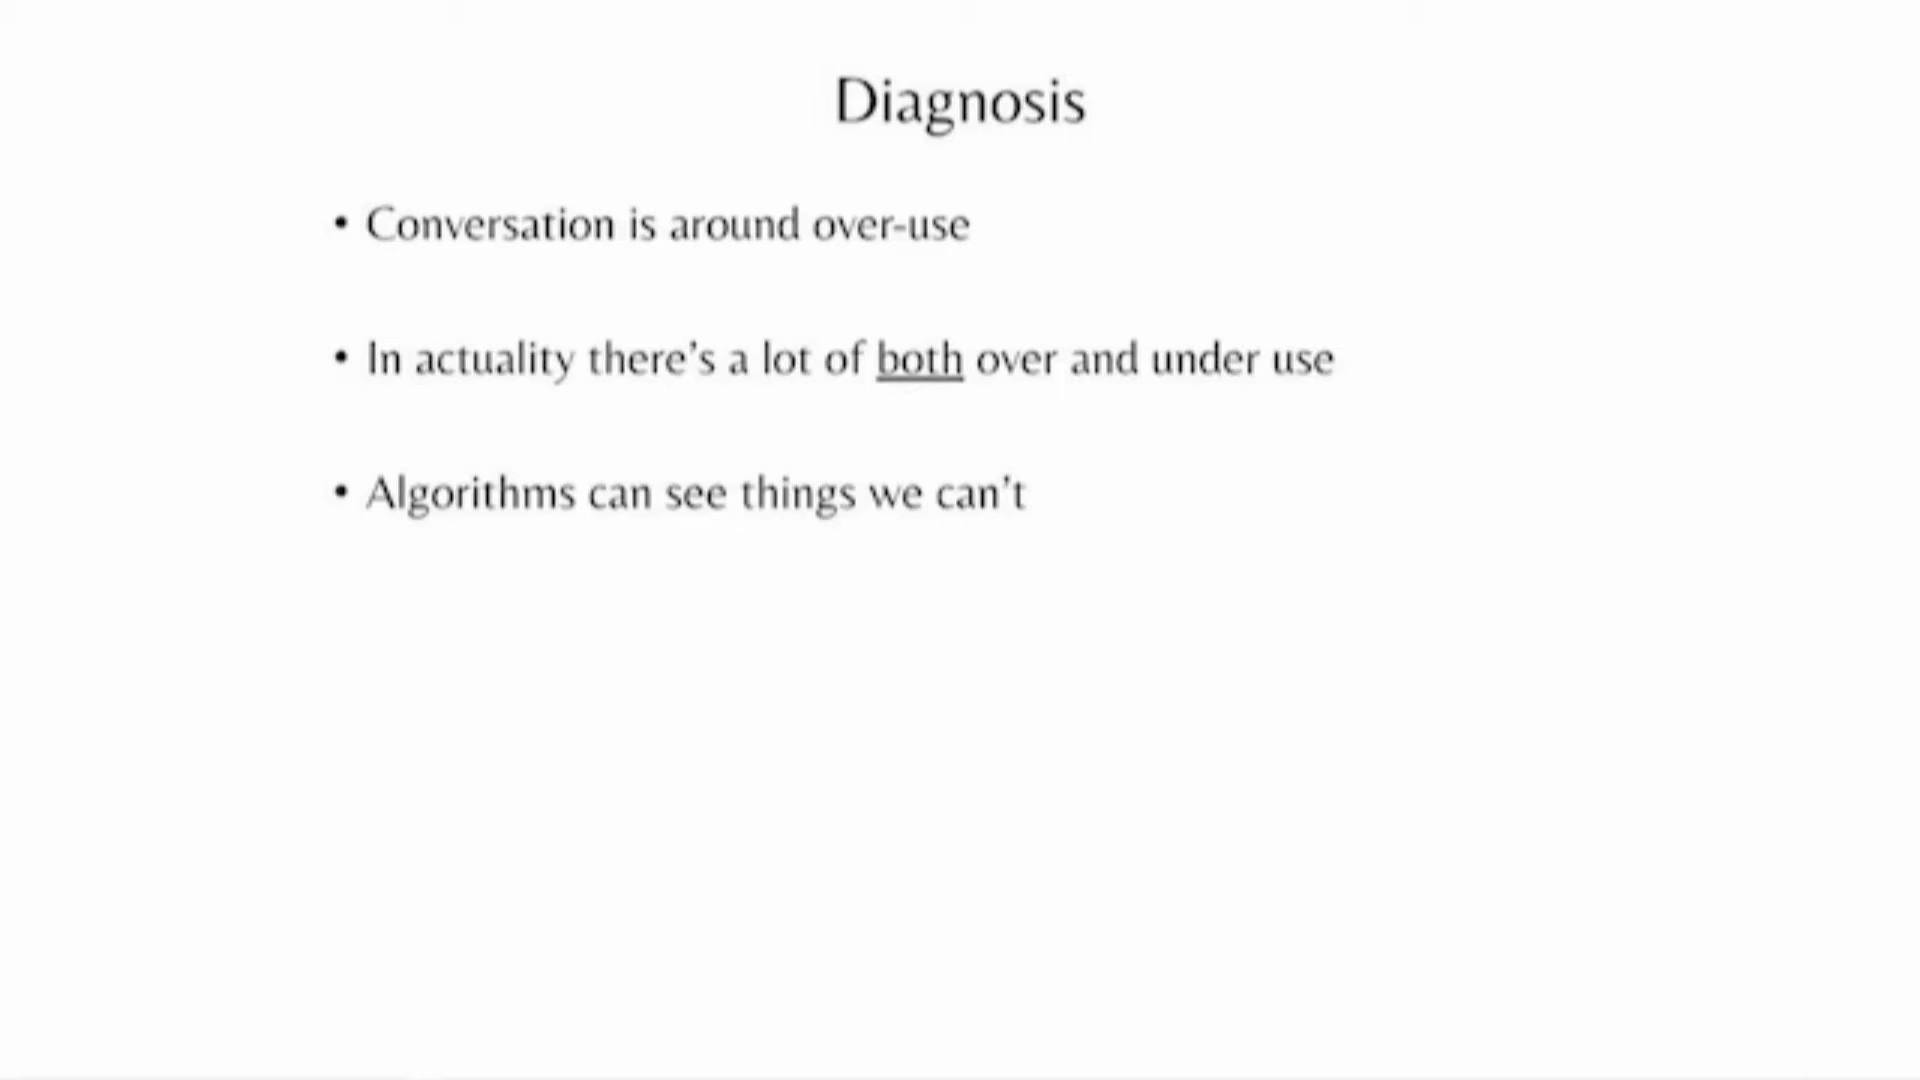 Diagnosis
• Conversation is around over-use
• In actuality there’s a lot of both over and under use
• Algorithms can see things we can’t